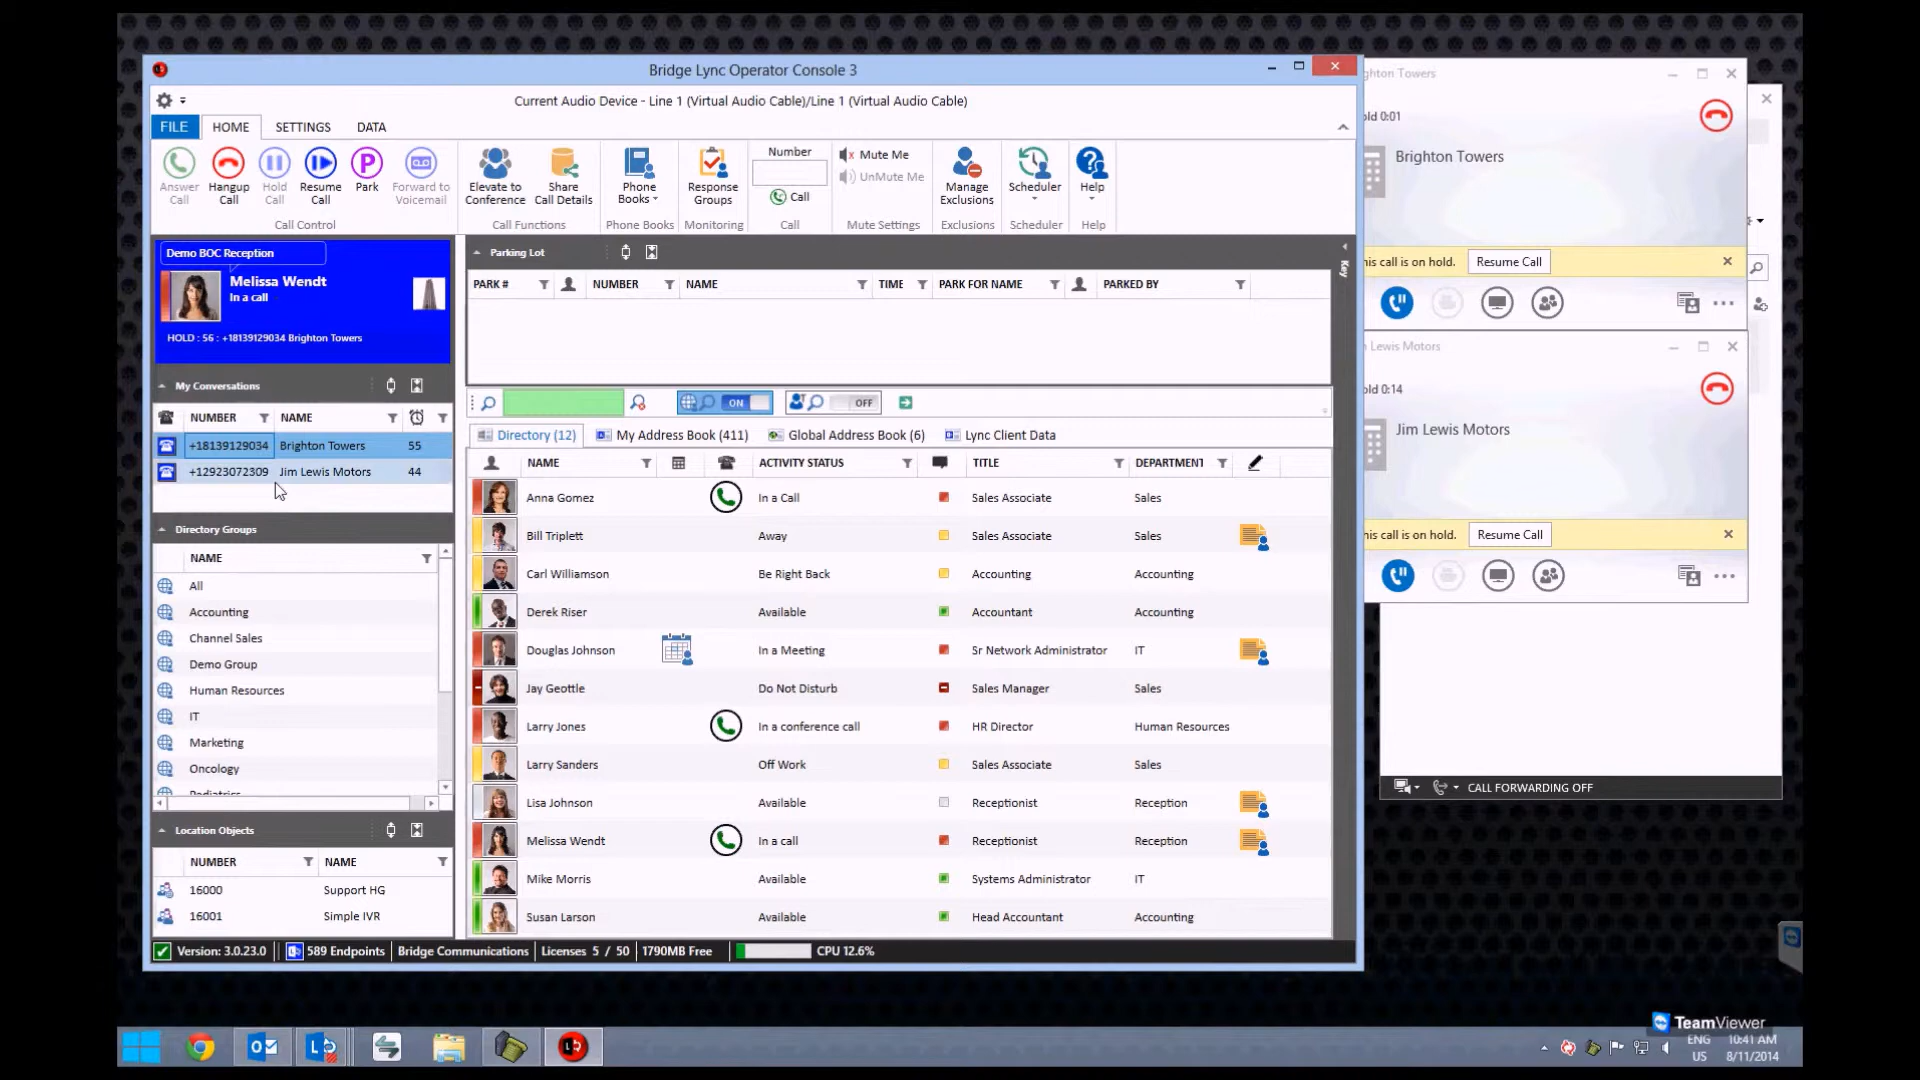 Bridge Lync Operator Console 3
Current Audio Device - Line 1 (Virtual Audio Cable)/Line 1 (Virtual Audio Cable)
FILE HOME SETTINGS DATA
Answer Call
Hangup Call
Hold Call
Resume Call
Park
Forward to Voicemail
Call Control
Elevate to Conference
Share Call Details
Call Functions
Phone Books
Phone Books
Response Groups
Monitoring
Number
Call
Call
Mute Me
UnMute Me
Mute Settings
Manage Exclusions
Exclusions
Scheduler
Scheduler
Help
Help
Demo BOC Reception
Melissa Wendt
In a call
HOLD : 56 : +18139129034 Brighton Towers
My Conversations
NUMBER NAME
+18139129034 Brighton Towers 55
+12923072309 Jim Lewis Motors 44
Directory Groups
NAME
All
Accounting
Channel Sales
Demo Group
Human Resources
IT
Marketing
Oncology
Pediatrics
Location Objects
NUMBER NAME
16000 Support HG
16001 Simple IVR
Parking Lot
Key
PARK # NUMBER NAME TIME PARK FOR NAME PARKED BY
ON OFF
Directory (12) My Address Book (411) Global Address Book (6) Lync Client Data
NAME ACTIVITY STATUS TITLE DEPARTMENT
Anna Gomez In a Call Sales Associate Sales
Bill Triplett Away Sales Associate Sales
Carl Williamson Be Right Back Accounting Accounting
Derek Riser Available Accountant Accounting
Douglas Johnson In a Meeting Sr Network Administrator IT
Jay Geottle Do Not Disturb Sales Manager Sales
Larry Jones In a conference call HR Director Human Resources
Larry Sanders Off Work Sales Associate Sales
Lisa Johnson Available Receptionist Reception
Melissa Wendt In a call Receptionist Reception
Mike Morris Available Systems Administrator IT
Susan Larson Available Head Accountant Accounting
Version: 3.0.23.0 589 Endpoints Bridge Communications Licenses 5 / 50 1790MB Free CPU 12.6%
ghton Towers
ld 0:01
Brighton Towers
his call is on hold. Resume Call
Lewis Motors
ld 0:14
Jim Lewis Motors
his call is on hold. Resume Call
CALL FORWARDING OFF
TeamViewer
ENG 10:41 AM
US 8/11/2014